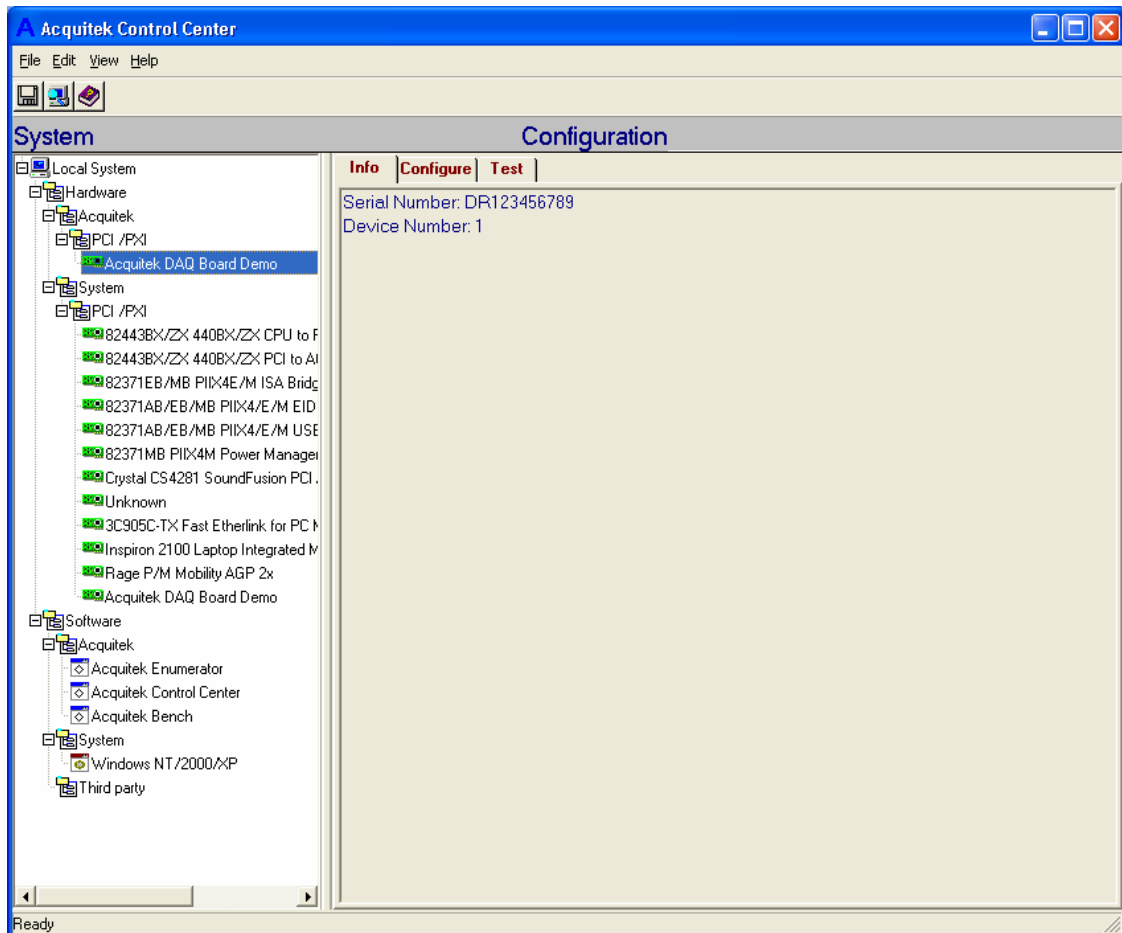 A Acquitek Control Center
File Edit View Help
System Configuration
Local System
Hardware
Acquitek
PCI /PXI
Acquitek DAQ Board Demo
System
PCI /PXI
82443BX/ZX 440BX/ZX CPU to
82443BX/ZX 440BX/ZX PCI to
82371EB/MB PIIX4E/M ISA
82371AB/EB/MB PIIX4/E/M EID
82371AB/EB/MB PIIX4/E/M
82371MB PIIX4M Power
Crystal CS4281 SoundFusion PCI
Unknown
3C905C-TX Fast Etherlink for PC
Inspiron 2100 Laptop Integrated
Rage P/M Mobility AGP 2x
Acquitek DAQ Board Demo
Software
Acquitek
Acquitek Enumerator
Acquitek Control Center
Acquitek Bench
System
Windows NT/2000/XP
Third party
Info Configure Test
Serial Number: DR123456789
Device Number: 1
Ready